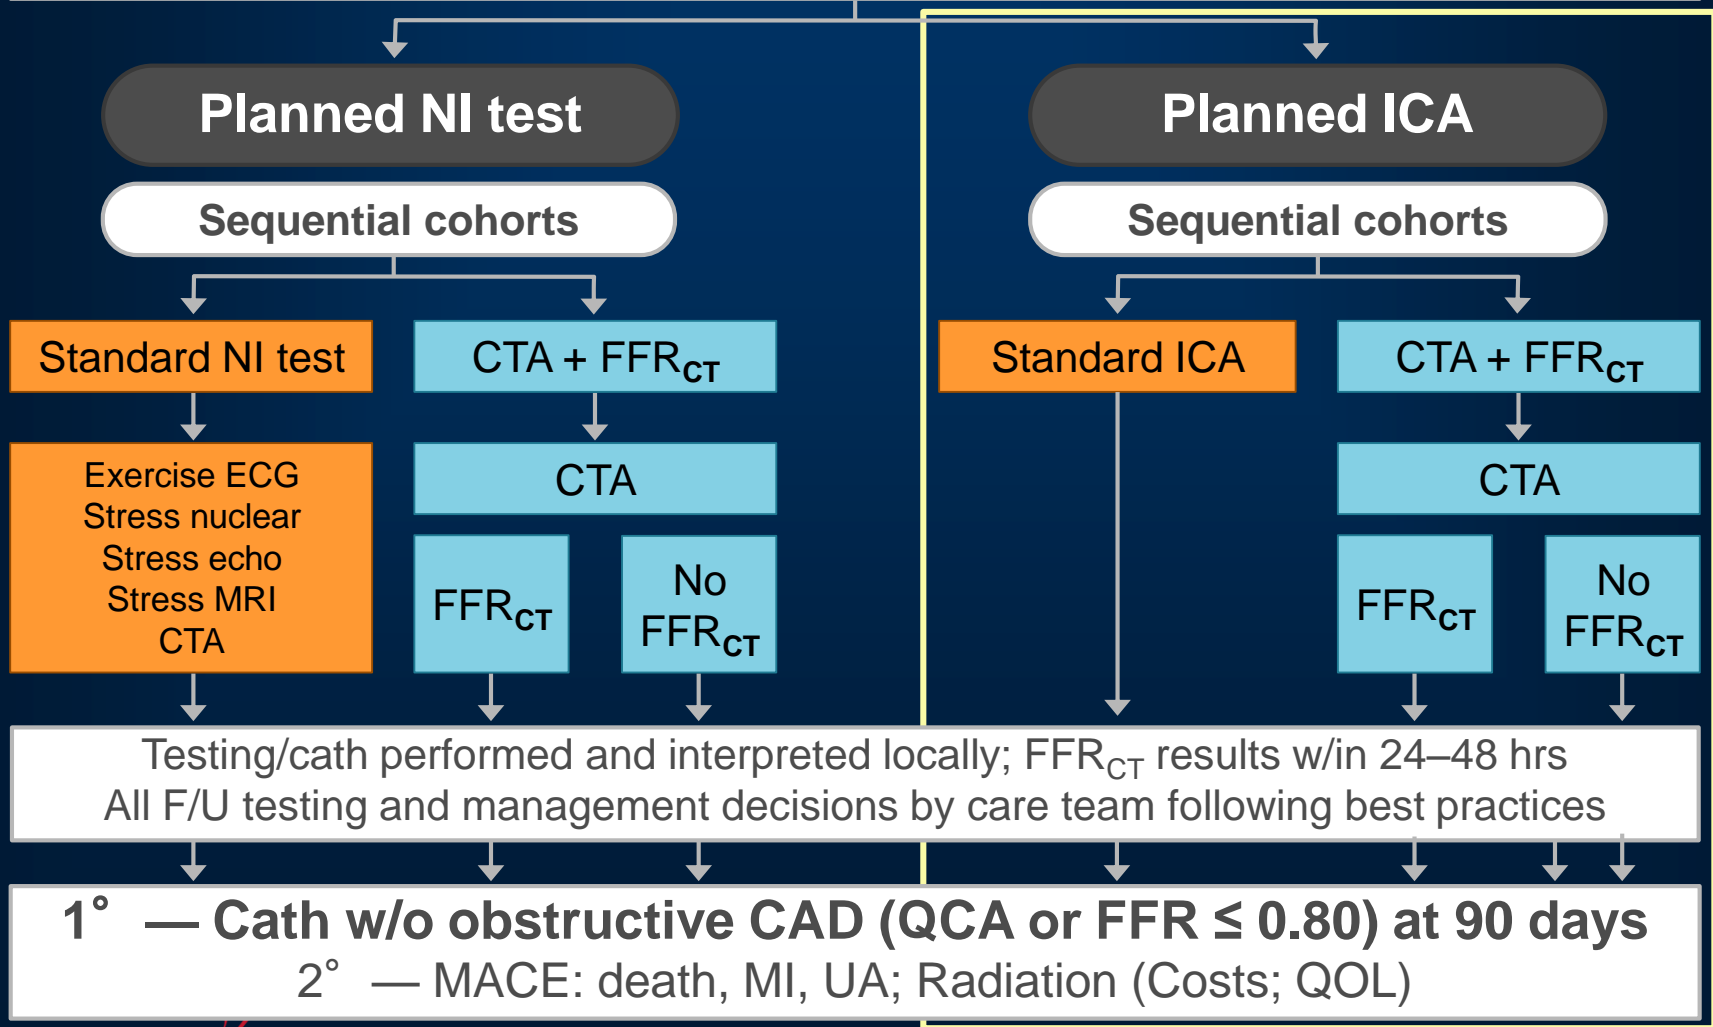 Planned NI test
Sequential cohorts
Standard NI test
CTA + FFRCT
Exercise ECG
Stress nuclear
Stress echo
Stress MRI
CTA
CTA
FFRCT
No
FFRCT
Planned ICA
Sequential cohorts
Standard ICA
CTA + FFRCT
CTA
FFRCT
No
FFRCT
Testing/cath performed and interpreted locally; FFRCT results w/in 24–48 hrs
All F/U testing and management decisions by care team following best practices
1° — Cath w/o obstructive CAD (QCA or FFR ≤ 0.80) at 90 days
2° — MACE: death, MI, UA; Radiation (Costs; QOL)